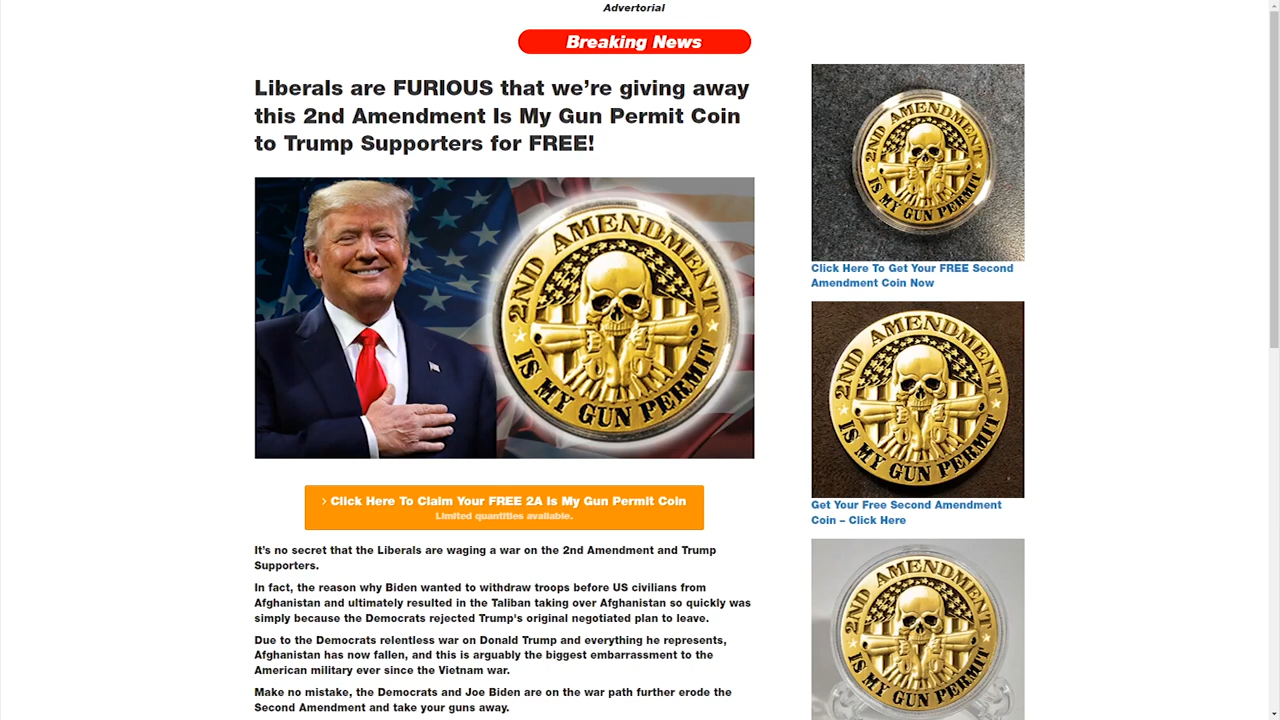 Advertorial
Breaking News
Liberals are FURIOUS that we’re giving away
this 2nd Amendment Is My Gun Permit Coin
to Trump Supporters for FREE!
2ND AMENDMENT
IS MY GUN PERMIT
> Click Here To Claim Your FREE 2A Is My Gun Permit Coin
Limited quantities available.
It’s no secret that the Liberals are waging a war on the 2nd Amendment and Trump
Supporters.
In fact, the reason why Biden wanted to withdraw troops before US civilians from
Afghanistan and ultimately resulted in the Taliban taking over Afghanistan so quickly was
simply because the Democrats rejected Trump's original negotiated plan to leave.
Due to the Democrats relentless war on Donald Trump and everything he represents,
Afghanistan has now fallen, and this is arguably the biggest embarrassment to the
American military ever since the Vietnam war.
Make no mistake, the Democrats and Joe Biden are on the war path further erode the
Second Amendment and take your guns away.
2ND AMENDMENT
IS MY GUN PERMIT
Click Here To Get Your FREE Second
Amendment Coin Now
2ND AMENDMENT
IS MY GUN PERMIT
Get Your Free Second Amendment
Coin – Click Here
2ND AMENDMENT
IS MY GUN PERMIT